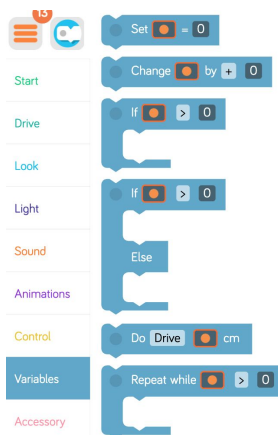 13
Set = 0
Start
Change by + 0
If > 0
Drive
Look
If > 0
Light
Sound
Else
Animations
Control
Do Drive cm
Variables
Repeat while > 0
Accessory